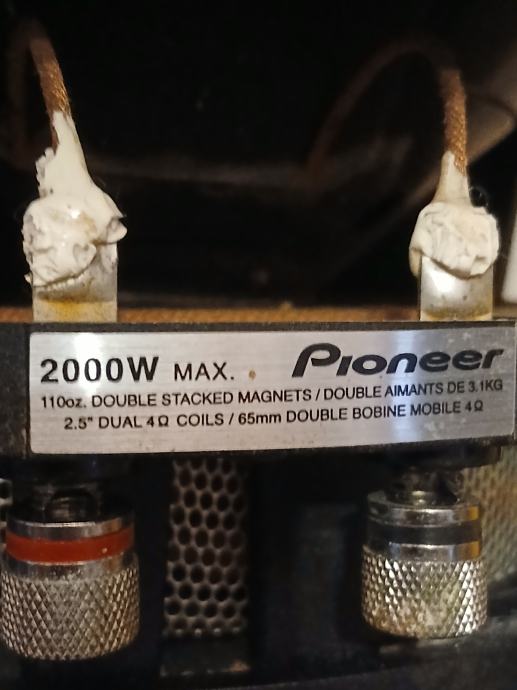 2000W MAX. Pioneer
110oz. DOUBLE STACKED MAGNETS / DOUBLE AIMANTS DE 3.1KG
2.5" DUAL 4Ω COILS / 65mm DOUBLE BOBINE MOBILE 4Ω